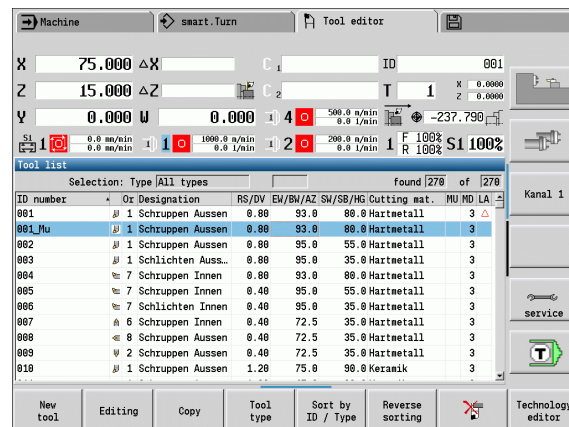 Machine smart.Turn Tool editor
X 75.000 △X C 1 ID 001
Z 15.000 △Z C 2 T 1 X 0.0000 Z 0.0000
Y 0.000 W 0.000 4 0 500.0 m/min 0.0 1/min -237.790
S1 1 0.0 mm/min 0.0 mm/min 1 0 1000.0 m/min 0.0 1/min 2 0 200.0 m/min 0.0 1/min 1 F 100% R 100% S1 100%
Tool list
Selection: Type All types found 270 of 270
ID number Or Designation RS/DV EW/BW/AZ SW/SB/HG Cutting mat. MU MD LA
001 1 Schruppen Aussen 0.80 93.0 80.0 Hartmetall 3
001_Mu 1 Schruppen Aussen 0.80 93.0 80.0 Hartmetall 3
002 1 Schruppen Aussen 0.80 95.0 55.0 Hartmetall 3
003 1 Schlichten Auss... 0.80 95.0 35.0 Hartmetall 3
004 7 Schruppen Innen 0.80 93.0 80.0 Hartmetall 3
005 7 Schruppen Innen 0.40 95.0 55.0 Hartmetall 3
006 7 Schlichten Innen 0.40 95.0 35.0 Hartmetall 3
007 6 Schruppen Innen 0.40 72.5 35.0 Hartmetall 3
008 8 Schruppen Aussen 0.40 72.5 35.0 Hartmetall 3
009 2 Schruppen Aussen 0.40 72.5 35.0 Hartmetall 3
010 1 Schruppen Aussen 1.20 75.0 90.0 Keramik 3
Kanal 1
service
T
New tool
Editing
Copy
Tool type
Sort by ID / Type
Reverse sorting
Technology editor